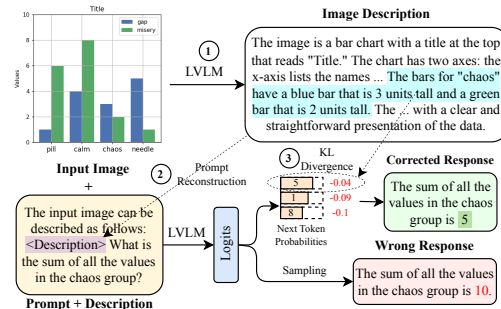 Title
gap
misery
Values
10
8
6
4
2
0
pill
calm
chaos
needle
1
LVLM
Image Description
The image is a bar chart with a title at the top
that reads "Title." The chart has two axes: the
x-axis lists the names ... The bars for "chaos"
have a blue bar that is 3 units tall and a green
bar that is 2 units tall. The ... with a clear and
straightforward presentation of the data.
Input Image
+
2
Prompt
Reconstruction
The input image can be
described as follows:
<Description> What is
the sum of all the values
in the chaos group?
Prompt + Description
LVLM
Logits
3
KL
Divergence
5
-0.04
1
-0.09
8
-0.1
Next Token
Probabilities
Sampling
Corrected Response
The sum of all the
values in the chaos
group is 5
Wrong Response
The sum of all the values
in the chaos group is 10.